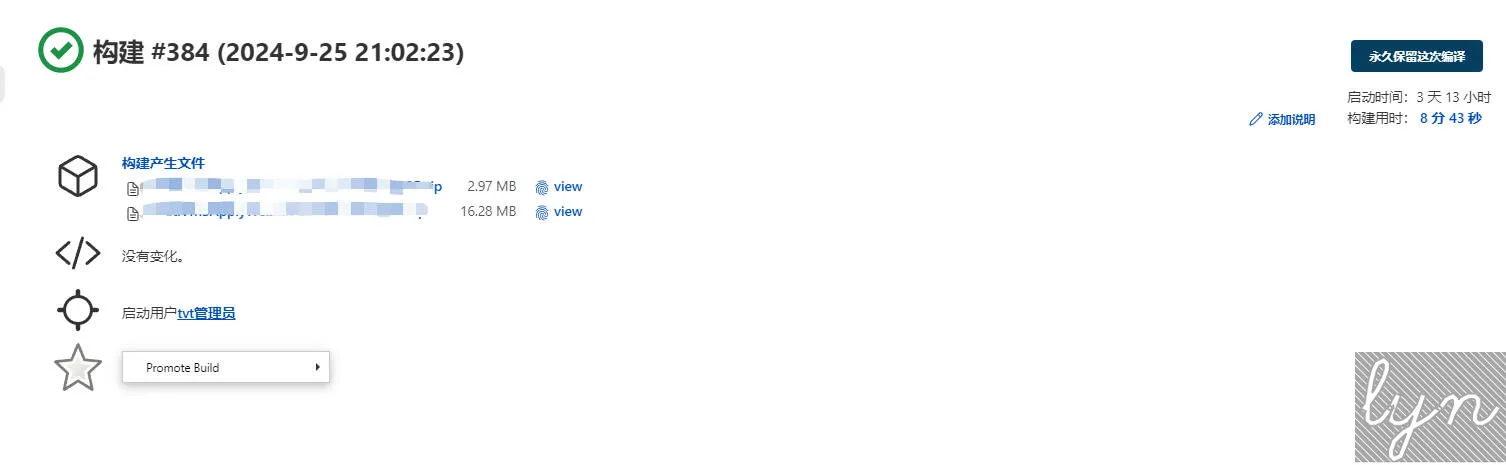 构建 #384 (2024-9-25 21:02:23)
永久保留这次编译
启动时间：3 天 13 小时
添加说明
构建用时： 8 分 43 秒
构建产生文件
2.97 MB view
16.28 MB view
没有变化。
启动用户tvt管理员
Promote Build
lyn